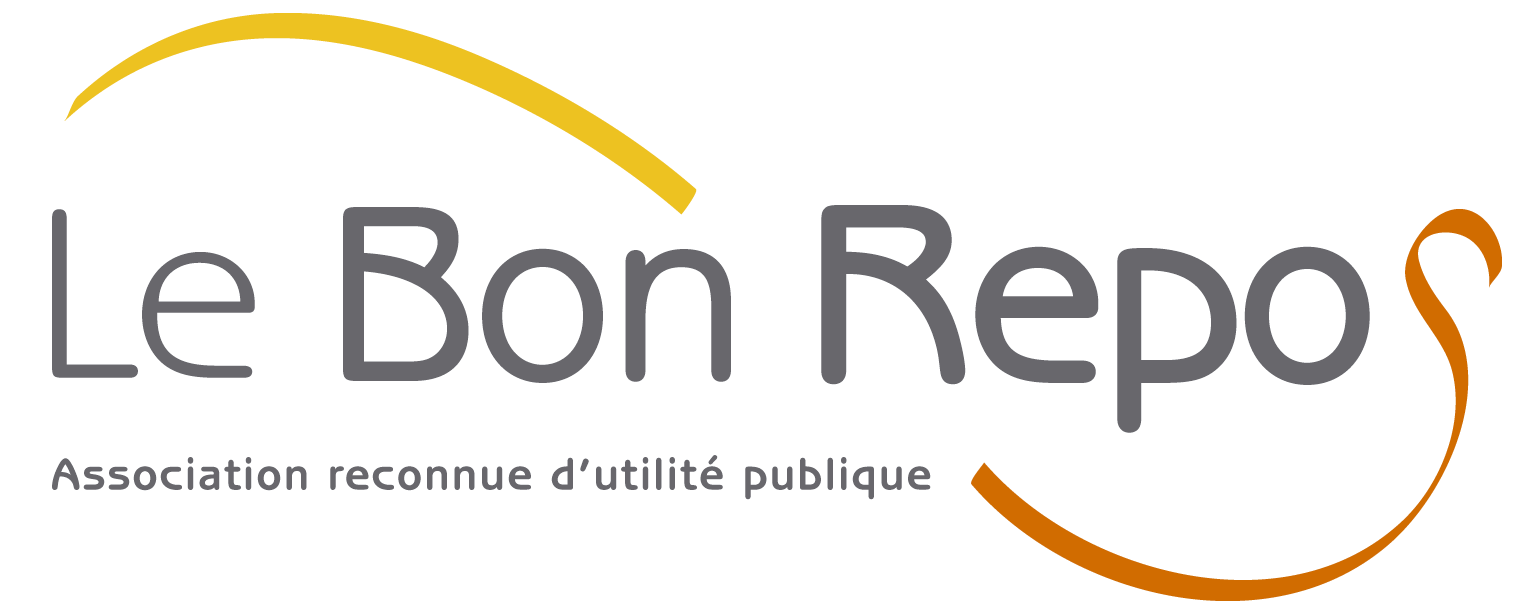 Le Bon Repos
Association reconnue d'utilité publique